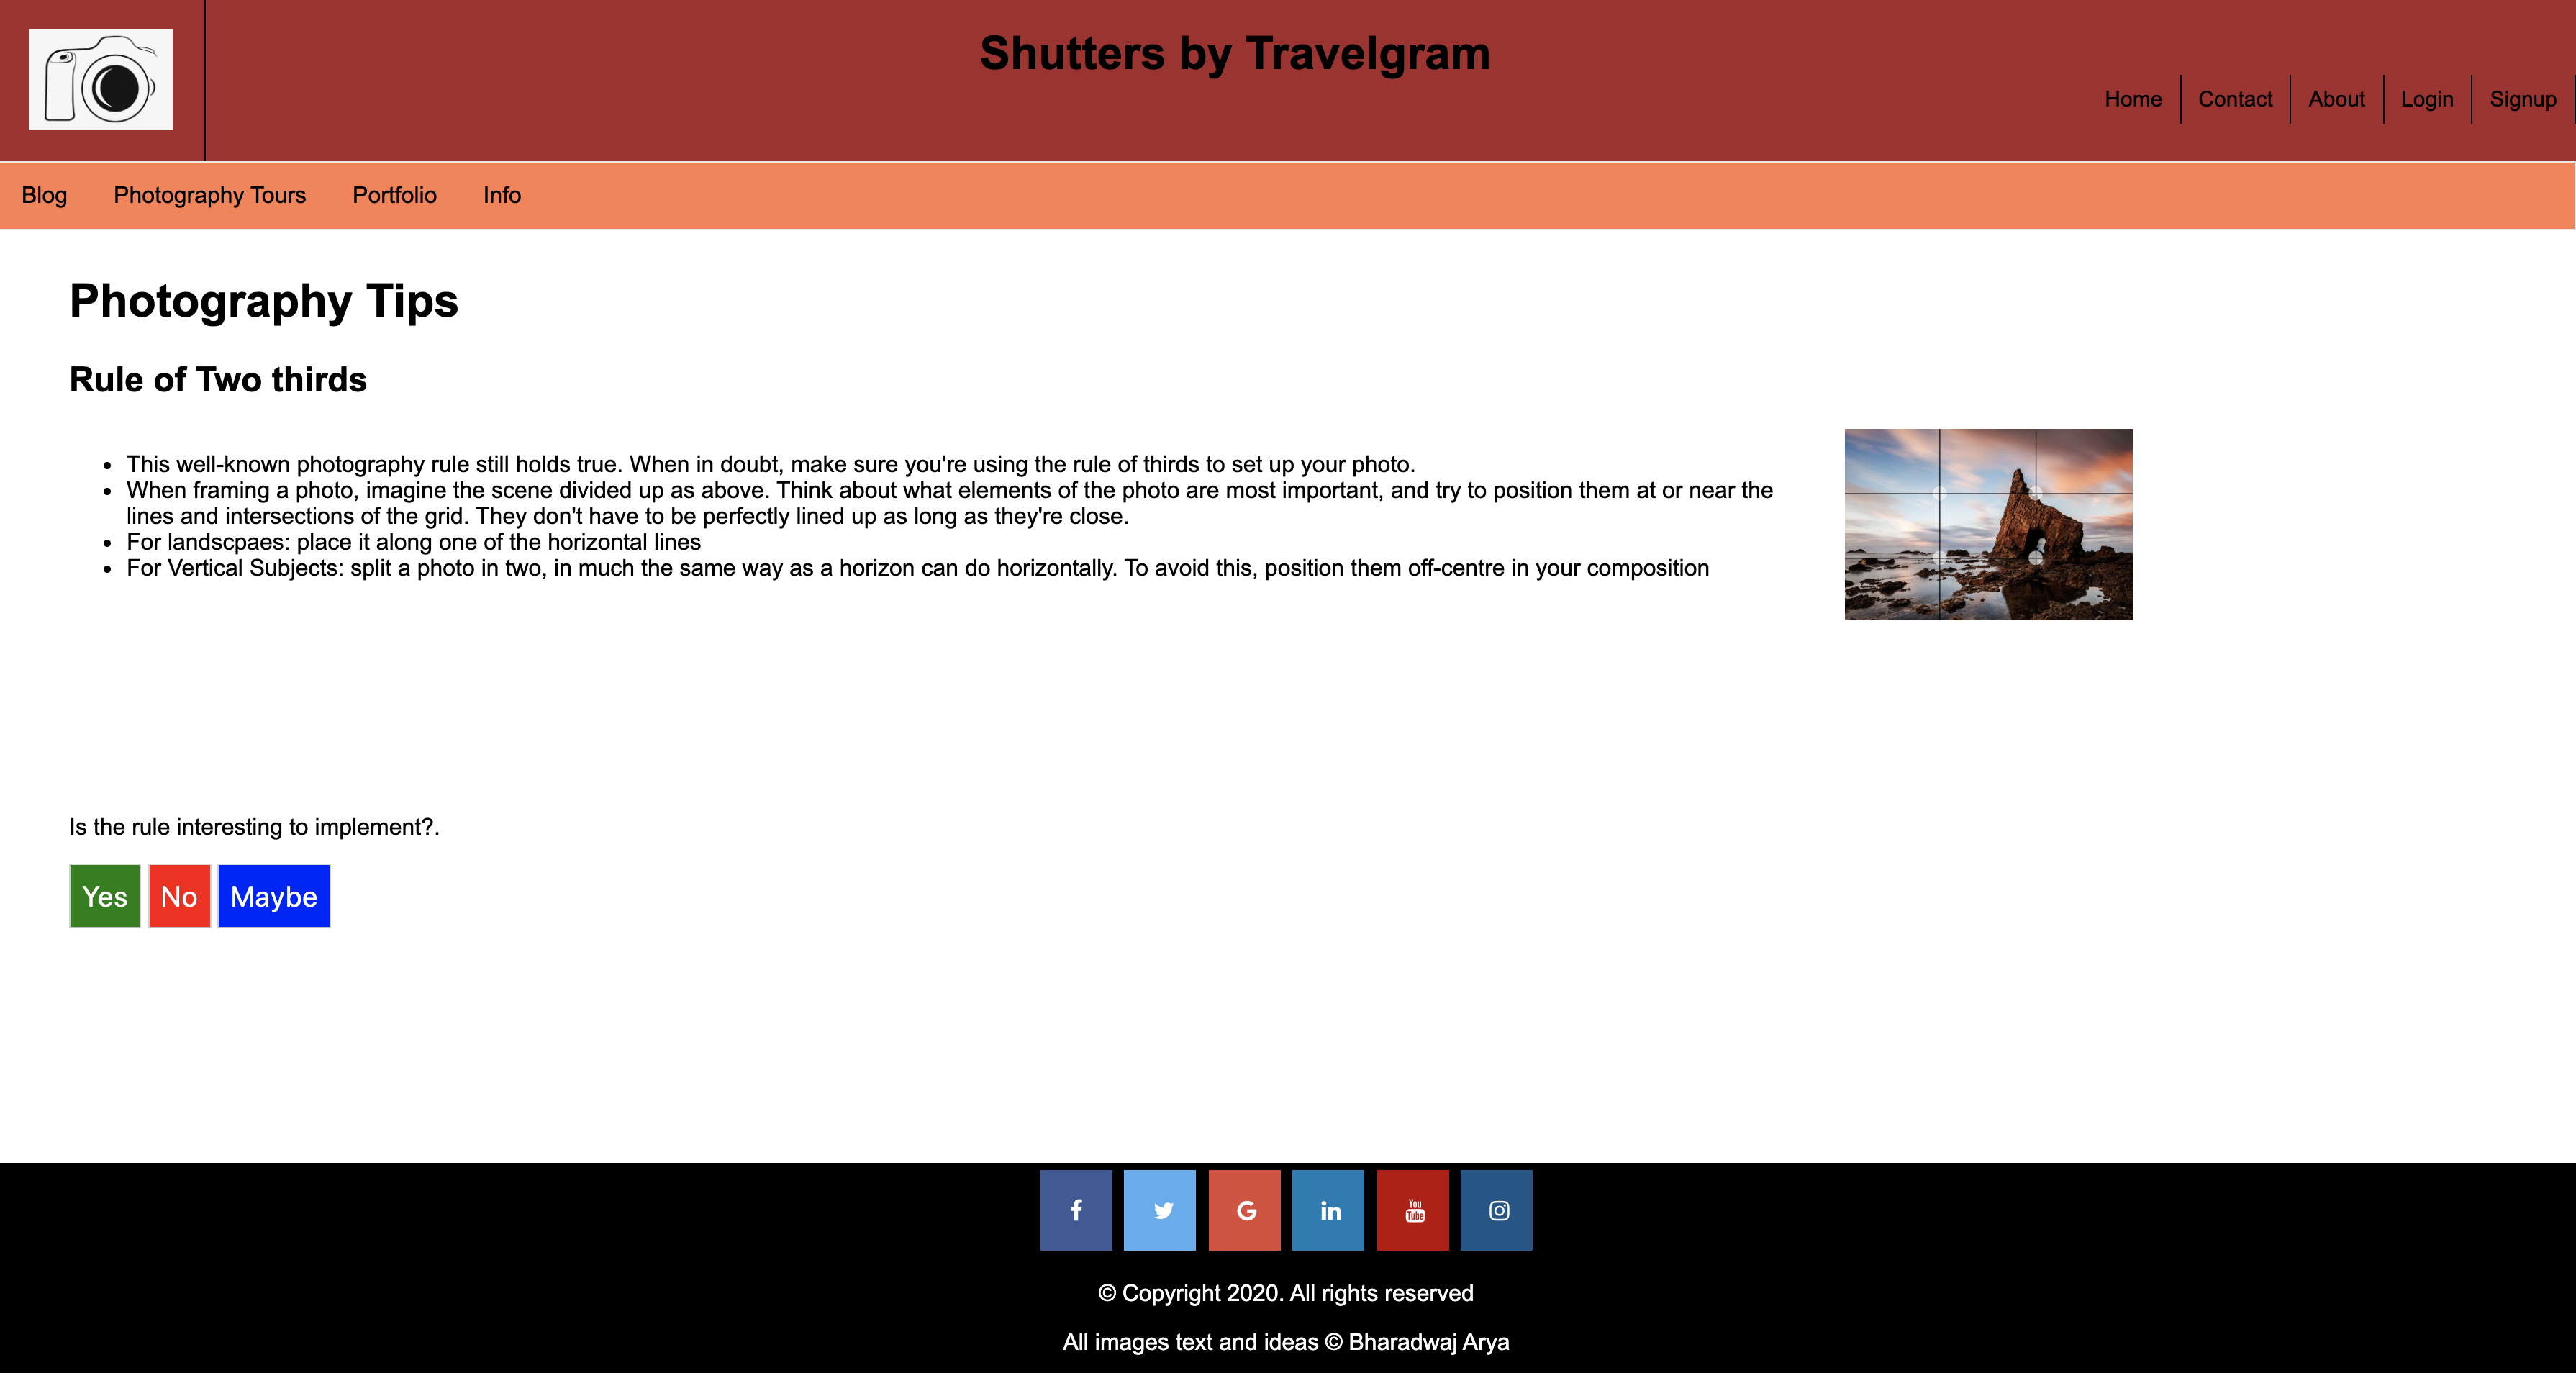 Shutters by Travelgram
Home Contact About Login Signup
Blog Photography Tours Portfolio Info
Photography Tips
Rule of Two thirds
This well-known photography rule still holds true. When in doubt, make sure you're using the rule of thirds to set up your photo.
When framing a photo, imagine the scene divided up as above. Think about what elements of the photo are most important, and try to position them at or near the
lines and intersections of the grid. They don't have to be perfectly lined up as long as they're close.
For landscpaes: place it along one of the horizontal lines
For Vertical Subjects: split a photo in two, in much the same way as a horizon can do horizontally. To avoid this, position them off-centre in your composition
Is the rule interesting to implement?.
Yes No Maybe
f G in You Tube
© Copyright 2020. All rights reserved
All images text and ideas © Bharadwaj Arya